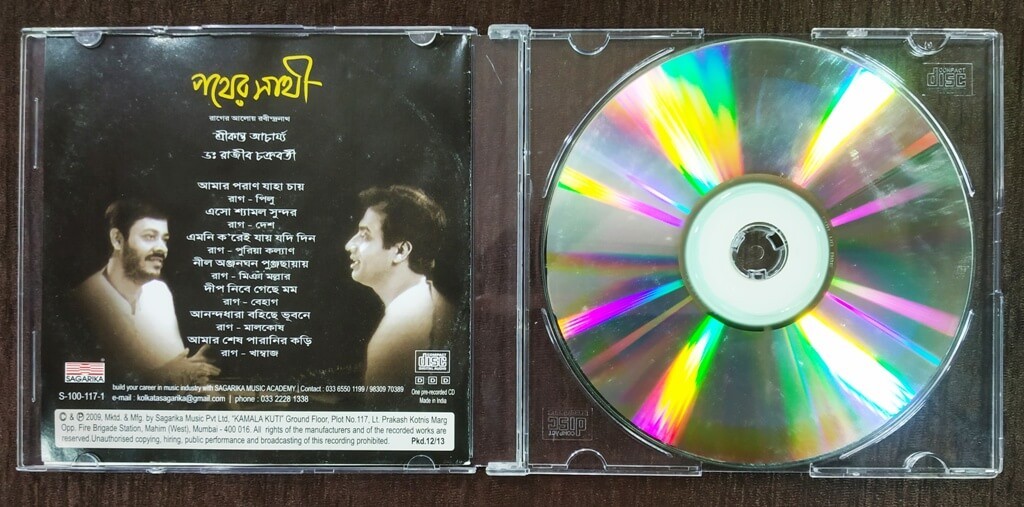 পথের সাথী
রাগের আলোয় রবীন্দ্রনাথ
শ্রীকান্ত আচার্য্য
ডঃ রাজীব চক্রবর্তী
আমার পরাণ যাহা চায়
রাগ – পিলু
এসো শ্যামল সুন্দর
রাগ – দেশ
এমনি ক'রেই যায় যদি দিন
রাগ – পুরিয়া কল্যাণ
নীল অঞ্জনঘন পুঞ্জছায়ায়
রাগ – মিঞা মল্লার
দীপ নিবে গেছে মম
রাগ – বেহাগ
আনন্দধারা বহিছে ভূবনে
রাগ – মালকোষ
আমার শেষ পারানির কড়ি
রাগ – খাম্বাজ
SAGARIKA
S-100-117-1
build your career in music industry with SAGARIKA MUSIC ACADEMY | Contact : 033 6550 1199 / 98309 70389
e-mail : kolkatasagarika@gmail.com | phone : 033 2228 1338
COMPACT
disc
DIGITAL AUDIO
D D D
One pre-recorded CD
Made in India
© & ℗ 2009, Mktd. & Mfg. by Sagarika Music Pvt Ltd, "KAMALA KUTI" Ground Floor, Plot No.117, Lt. Prakash Kotnis Marg
Opp. Fire Brigade Station, Mahim (West), Mumbai - 400 016. All rights of the manufacturers and of the recorded works are
reserved.Unauthorised copying, hiring, public performance and broadcasting of this recording prohibited. Pkd.12/13
COMPACT
disc
COMPACT
disc